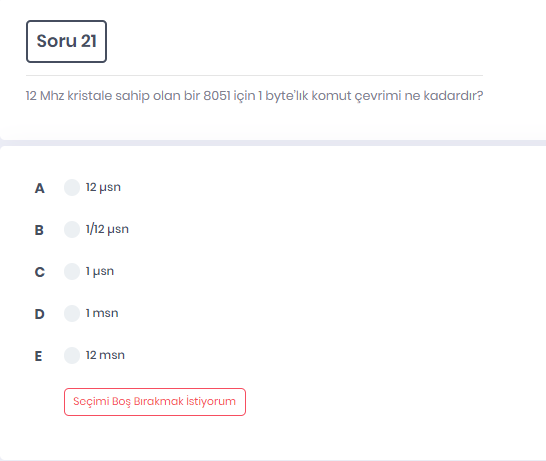 Soru 21
12 Mhz kristale sahip olan bir 8051 için 1 byte'lık komut çevrimi ne kadardır?
A 12 µsn
B 1/12 µsn
C 1 µsn
D 1 msn
E 12 msn
Seçimi Boş Bırakmak İstiyorum